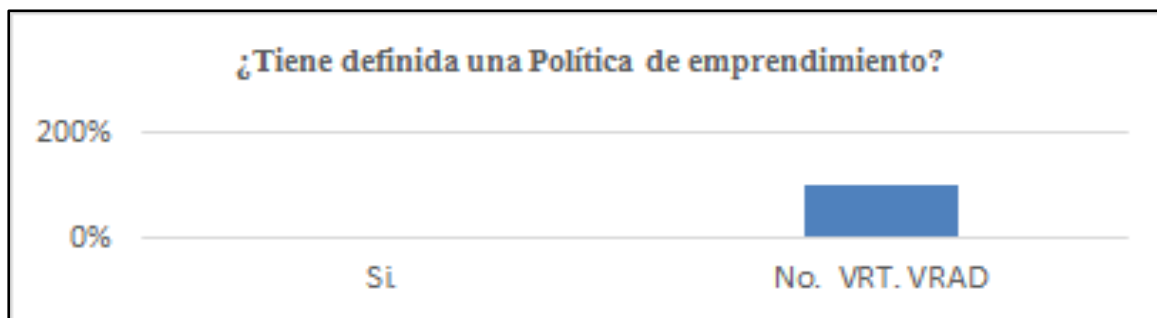 ¿Tiene definida una Política de emprendimiento?
200%
0%
Si
No. VRT. VRAD